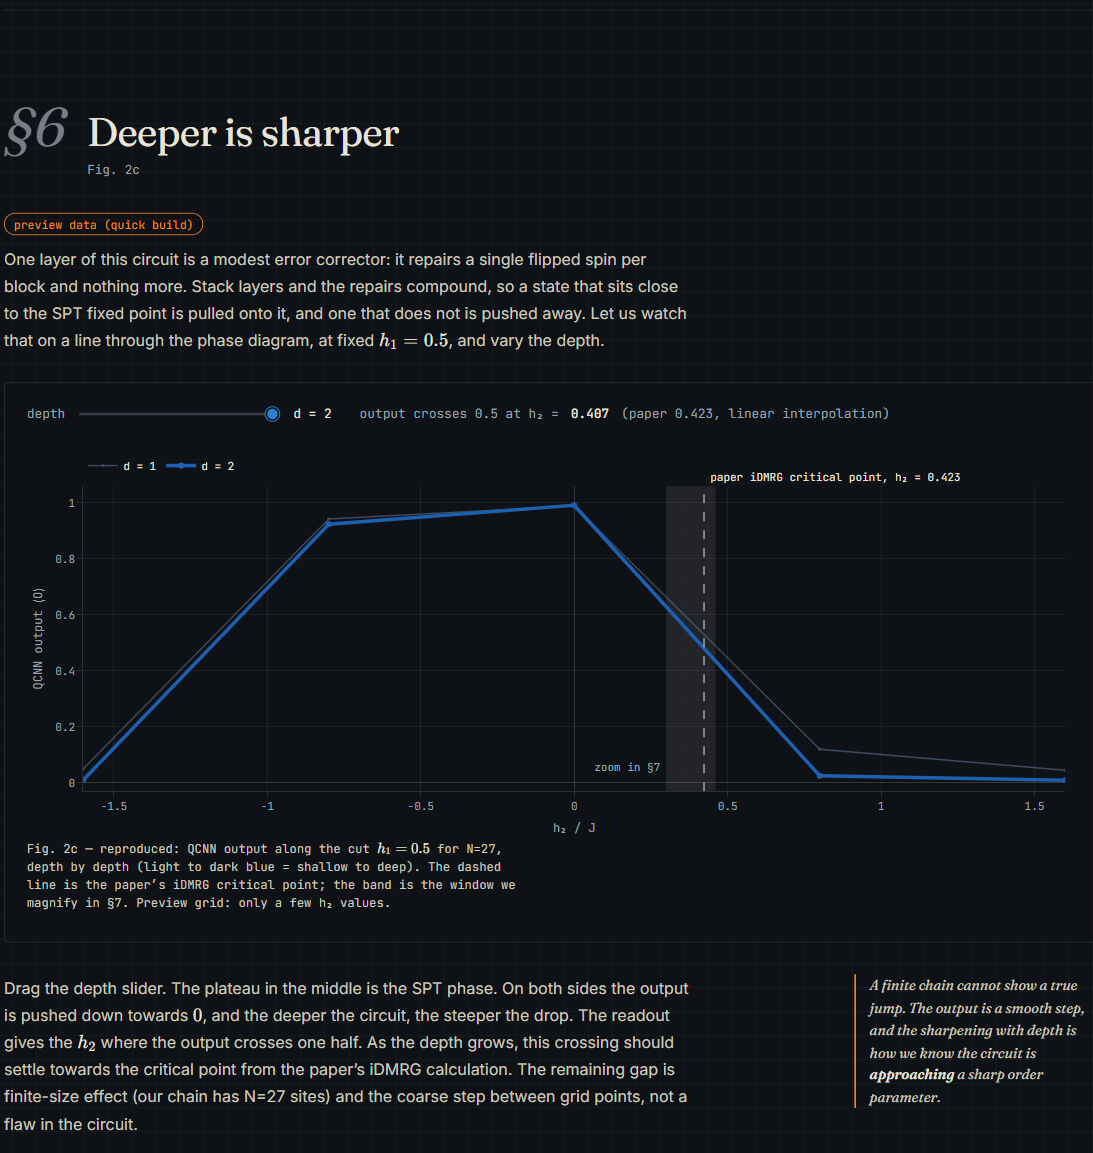 §6 Deeper is sharper
Fig. 2c
preview data (quick build)
One layer of this circuit is a modest error corrector: it repairs a single flipped spin per
block and nothing more. Stack layers and the repairs compound, so a state that sits close
to the SPT fixed point is pulled onto it, and one that does not is pushed away. Let us watch
that on a line through the phase diagram, at fixed h₁ = 0.5, and vary the depth.
depth d = 2 output crosses 0.5 at h₂ = 0.407 (paper 0.423, linear interpolation)
d = 1 d = 2
paper iDMRG critical point, h₂ = 0.423
1
0.8
0.6
0.4
0.2
0
QCNN output ⟨O⟩
zoom in §7
-1.5 -1 -0.5 0 0.5 1 1.5
h₂ / J
Fig. 2c — reproduced: QCNN output along the cut h₁ = 0.5 for N=27,
depth by depth (light to dark blue = shallow to deep). The dashed
line is the paper’s iDMRG critical point; the band is the window we
magnify in §7. Preview grid: only a few h₂ values.
Drag the depth slider. The plateau in the middle is the SPT phase. On both sides the output
is pushed down towards 0, and the deeper the circuit, the steeper the drop. The readout
gives the h₂ where the output crosses one half. As the depth grows, this crossing should
settle towards the critical point from the paper’s iDMRG calculation. The remaining gap is
finite-size effect (our chain has N=27 sites) and the coarse step between grid points, not a
flaw in the circuit.
A finite chain cannot show a true
jump. The output is a smooth step,
and the sharpening with depth is
how we know the circuit is
approaching a sharp order
parameter.